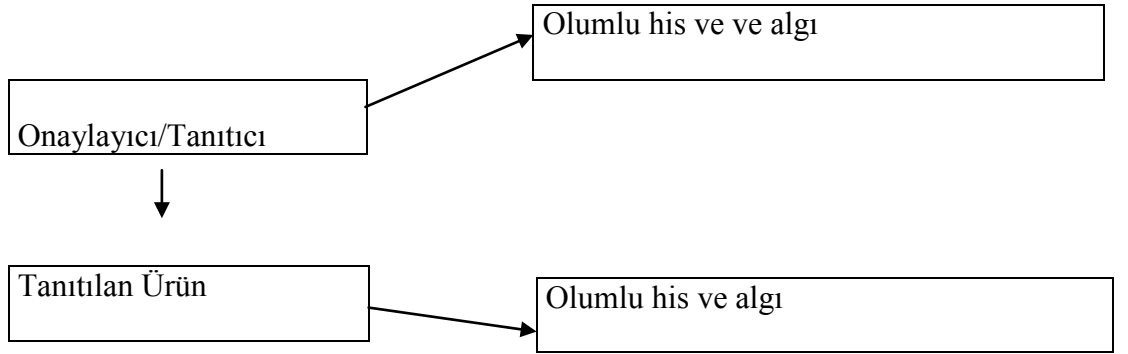 Olumlu his ve ve algı
Onaylayıcı/Tanıtıcı
Tanıtılan Ürün
Olumlu his ve algı